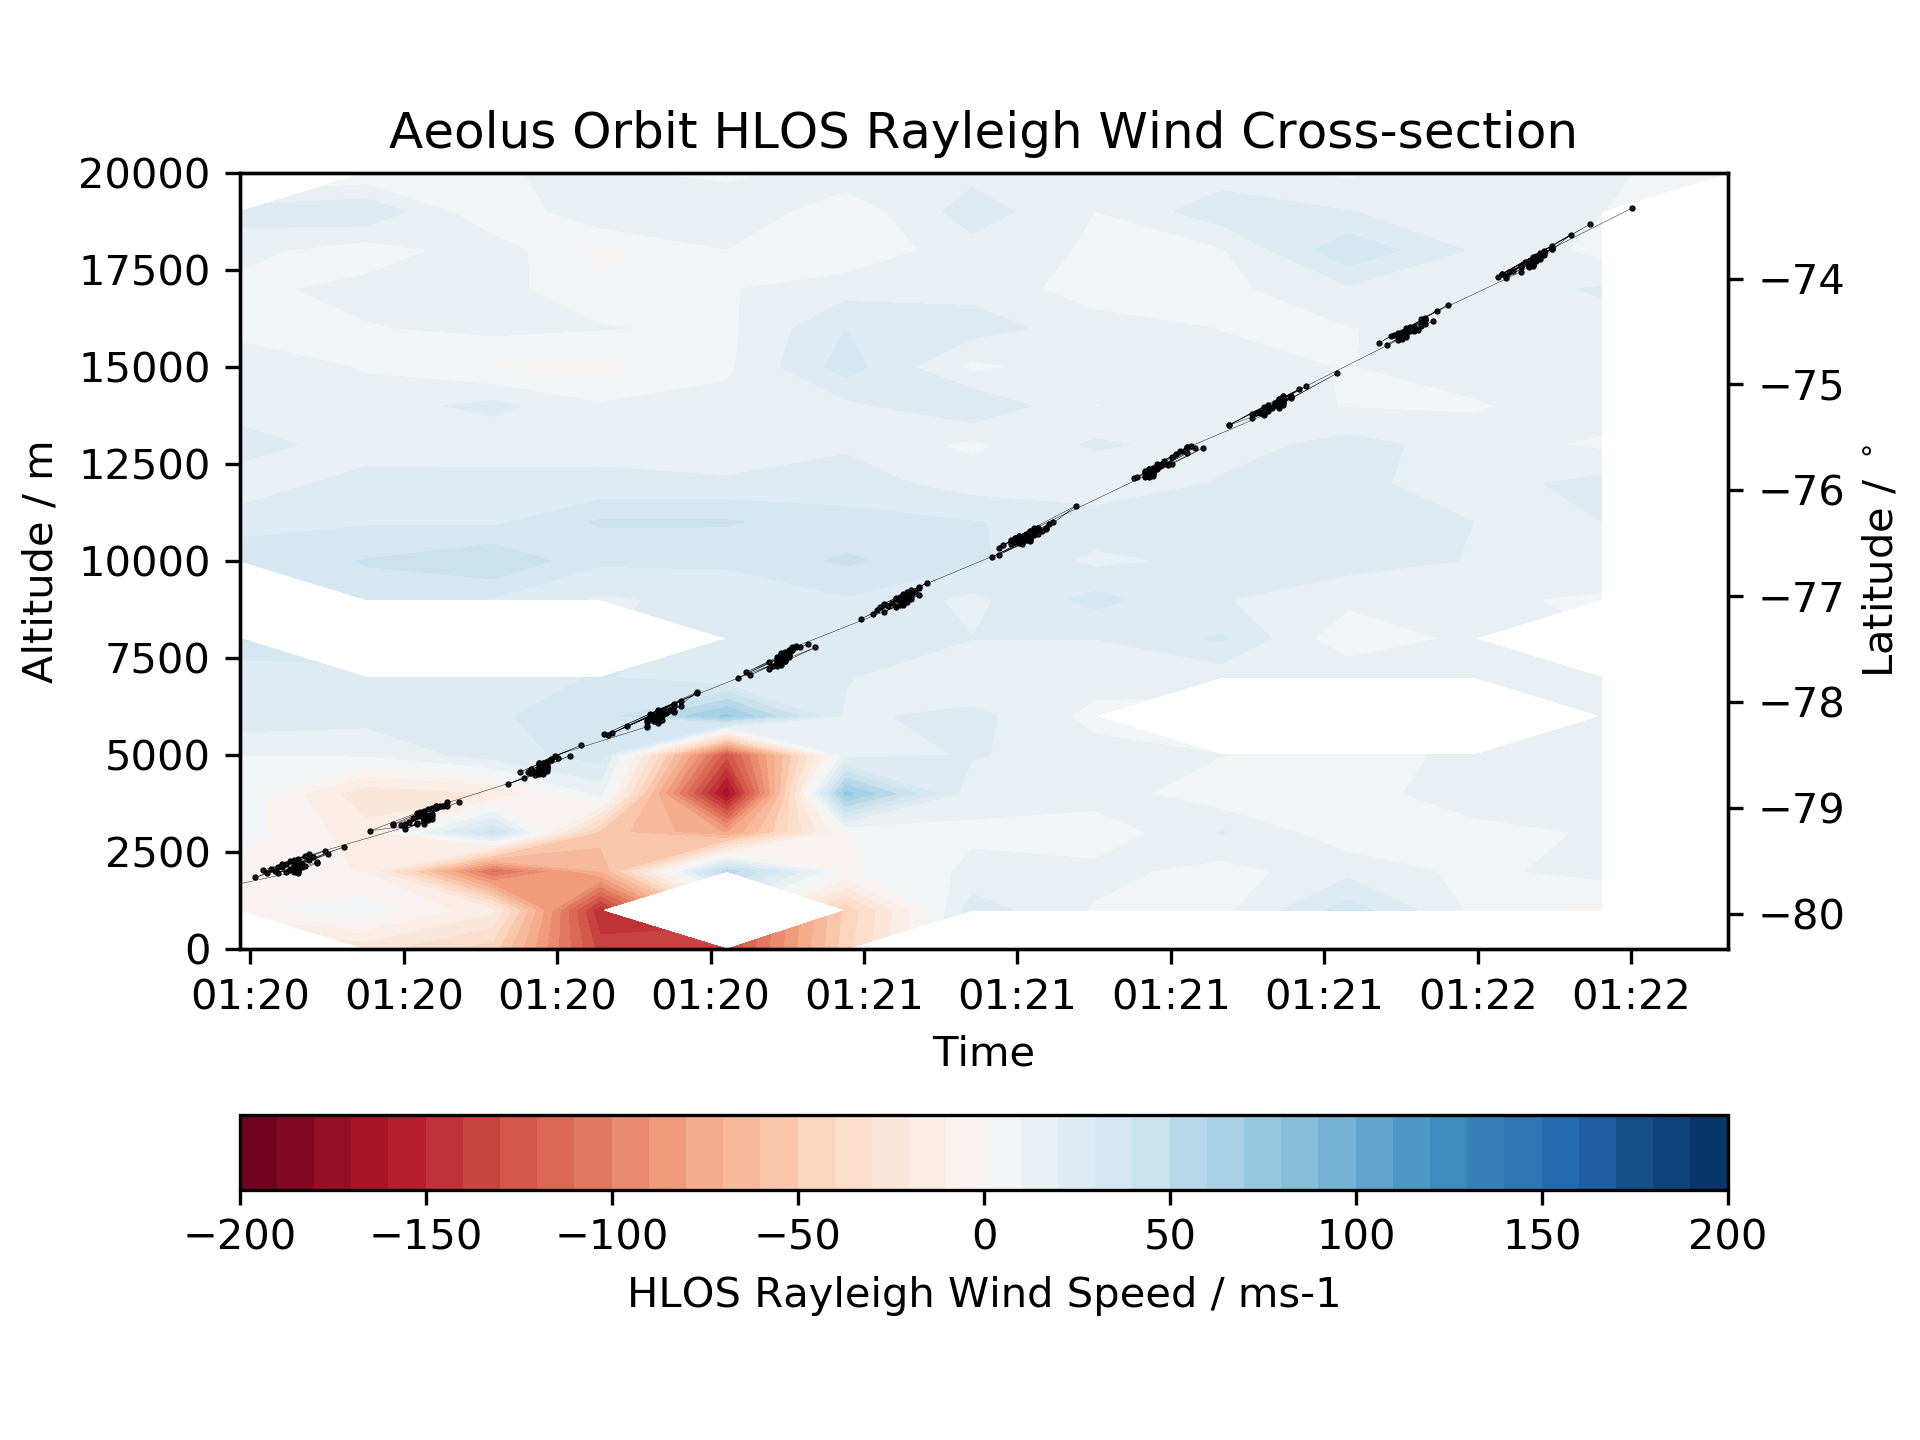 Aeolus Orbit HLOS Rayleigh Wind Cross-section
20000
17500
15000
12500
10000
7500
5000
2500
0
Altitude / m
−74
−75
−76
−77
−78
−79
−80
Latitude / °
01:20 01:20 01:20 01:20 01:21 01:21 01:21 01:21 01:22 01:22
Time
−200 −150 −100 −50 0 50 100 150 200
HLOS Rayleigh Wind Speed / ms-1